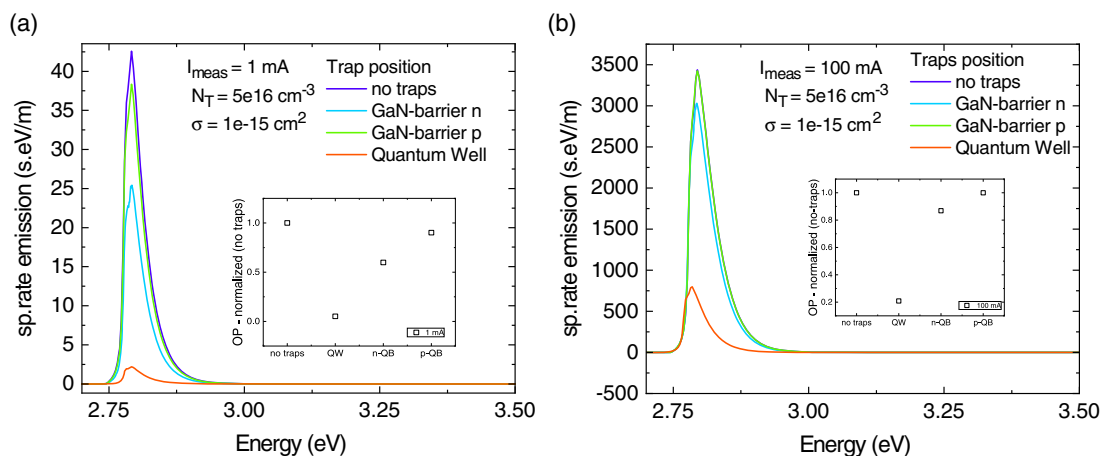 (a)
I_meas = 1 mA
N_T = 5e16 cm⁻³
σ = 1e-15 cm²
Trap position
no traps
GaN-barrier n
GaN-barrier p
Quantum Well
sp.rate emission (s.eV/m)
40
35
30
25
20
15
10
5
0
2.75
3.00
3.25
3.50
Energy (eV)
OP - normalized (no traps)
1.0
0.5
0.0
1 mA
no traps
QW
n-QB
p-QB
(b)
I_meas = 100 mA
N_T = 5e16 cm⁻³
σ = 1e-15 cm²
Traps position
no traps
GaN-barrier n
GaN-barrier p
Quantum Well
sp.rate emission (s.eV/m)
3500
3000
2500
2000
1500
1000
500
0
-500
2.75
3.00
3.25
3.50
Energy (eV)
OP - normalized (no-traps)
1.0
0.8
0.6
0.4
0.2
100 mA
no traps
QW
n-QB
p-QB